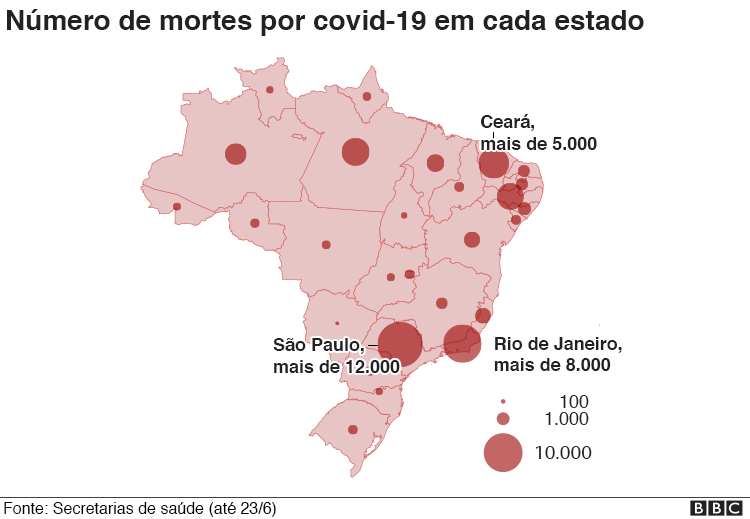 Número de mortes por covid-19 em cada estado
Ceará,
mais de 5.000
São Paulo,
mais de 12.000
Rio de Janeiro,
mais de 8.000
100
1.000
10.000
Fonte: Secretarias de saúde (até 23/6)
BBC